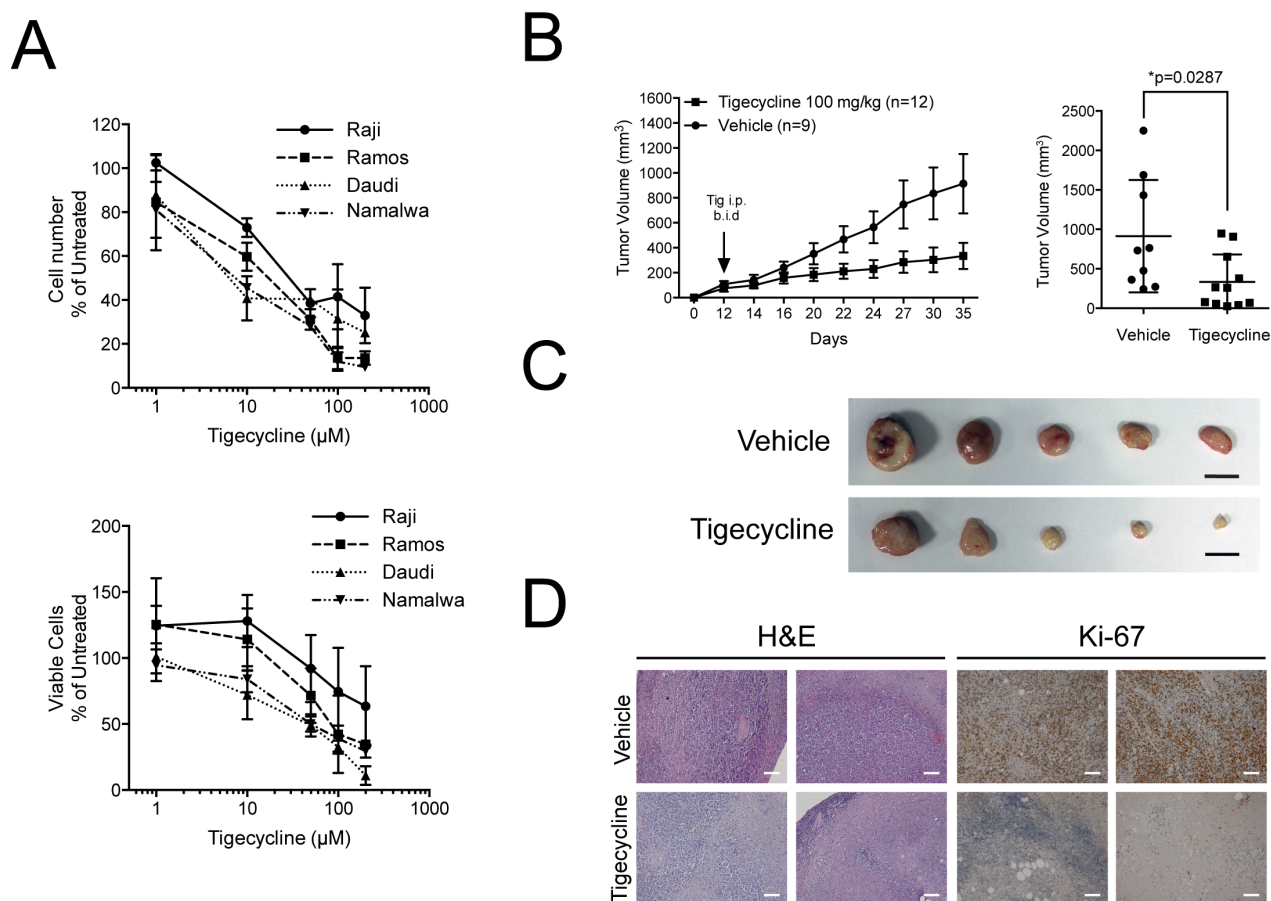 A
120
100
80
60
40
20
0
Cell number
% of Untreated
Raji
Ramos
Daudi
Namalwa
1
10
100
1000
Tigecycline (µM)
200
150
100
50
0
Viable Cells
% of Untreated
Raji
Ramos
Daudi
Namalwa
1
10
100
1000
Tigecycline (µM)
B
1600
1400
1200
1000
800
600
400
200
0
Tumor Volume (mm³)
Tigecycline 100 mg/kg (n=12)
Vehicle (n=9)
Tig i.p.
b.i.d
0
12
14
16
20
22
24
27
30
35
Days
*p=0.0287
2500
2000
1500
1000
500
0
Tumor Volume (mm³)
Vehicle
Tigecycline
C
Vehicle
Tigecycline
D
H&E
Ki-67
Vehicle
Tigecycline